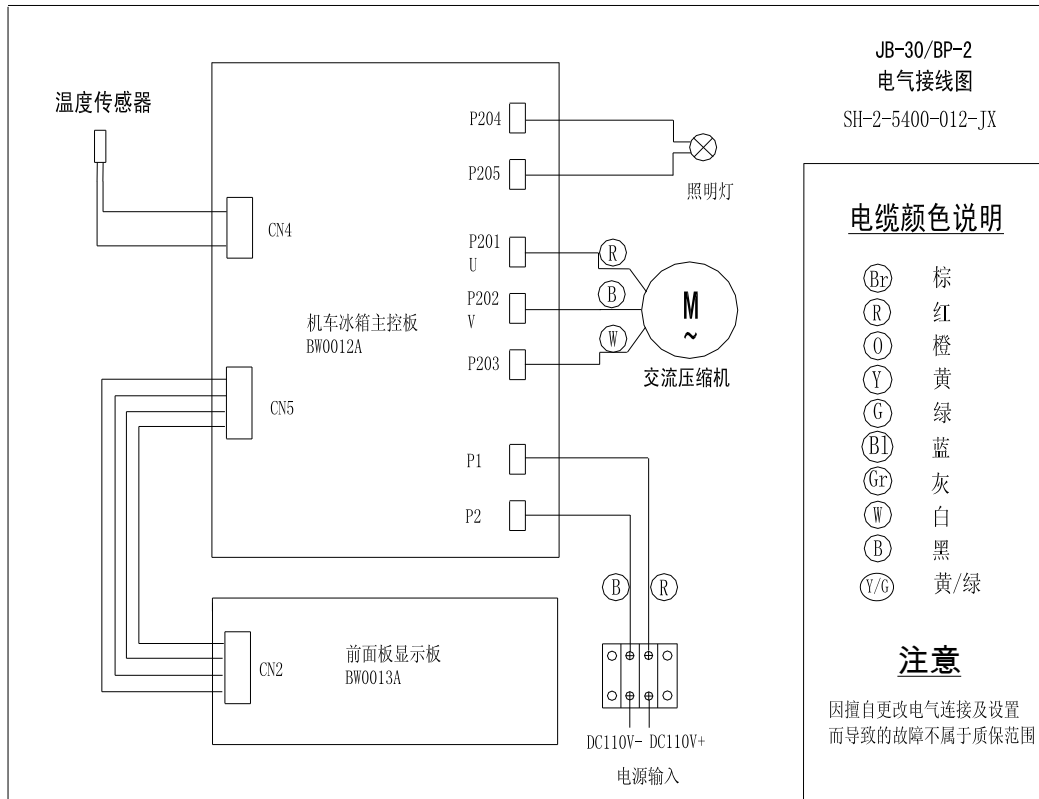 JB-30/BP-2
电气接线图
SH-2-5400-012-JX
温度传感器
CN4
P204
P205
照明灯
P201
U
P202
V
P203
R
B
W
M
~
交流压缩机
机车冰箱主控板
BW0012A
CN5
P1
P2
B
R
前面板显示板
BW0013A
CN2
DC110V- DC110V+
电源输入
电缆颜色说明
Br 棕
R 红
O 橙
Y 黄
G 绿
Bl 蓝
Gr 灰
W 白
B 黑
Y/G 黄/绿
注意
因擅自更改电气连接及设置
而导致的故障不属于质保范围